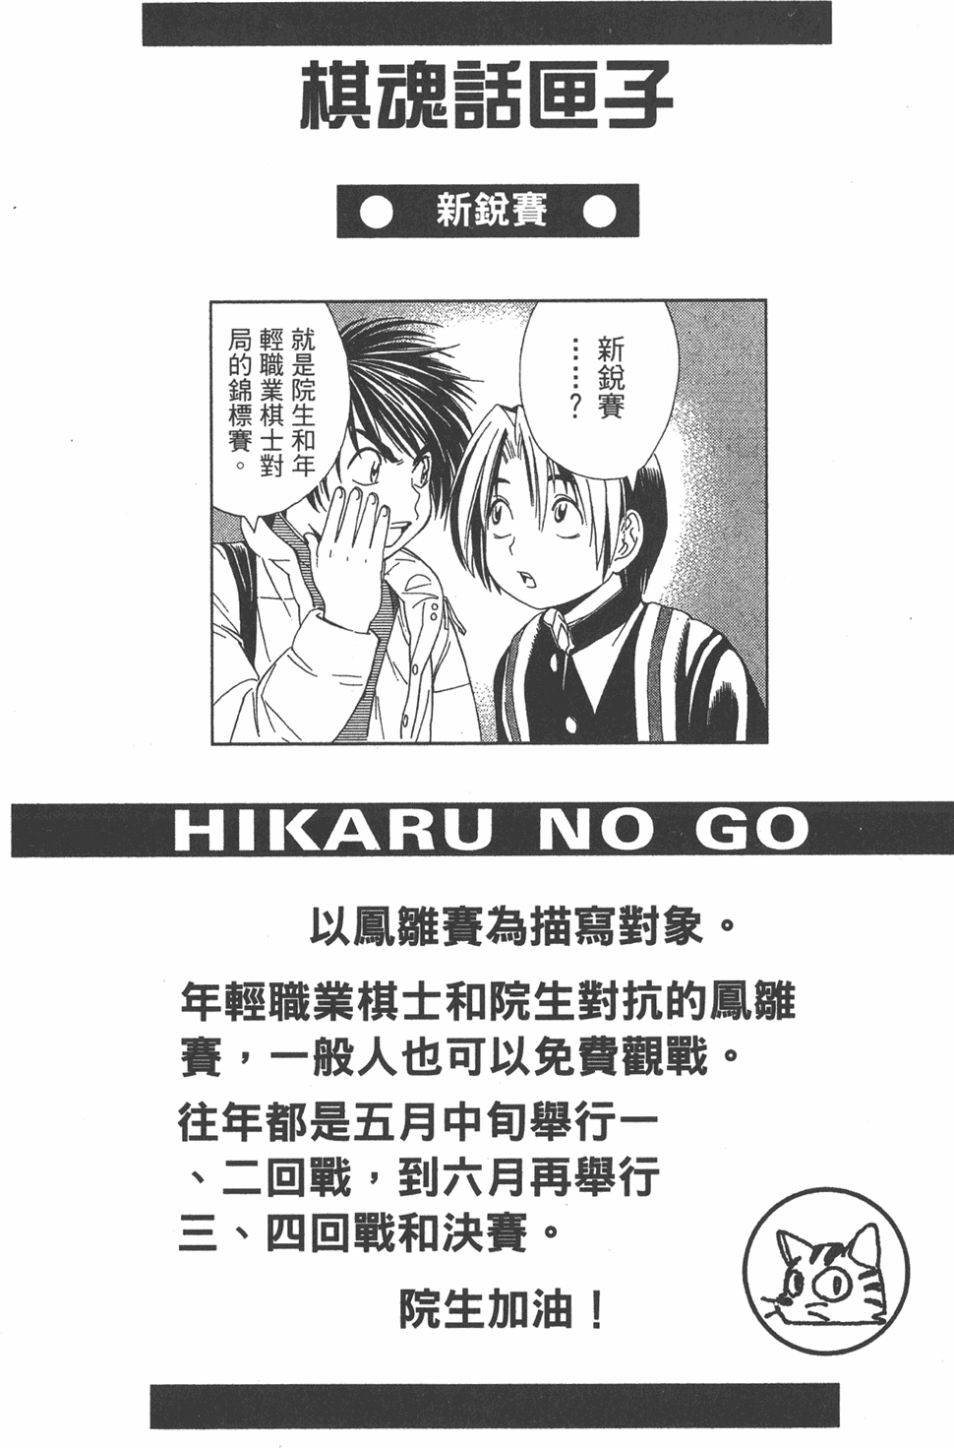 棋魂話匣子
新銳賽
新銳賽
……?
就是院生和年
輕職業棋士對
局的錦標賽。
HIKARU NO GO
以鳳雛賽為描寫對象。
年輕職業棋士和院生對抗的鳳雛
賽，一般人也可以免費觀戰。
往年都是五月中旬舉行一
、二回戰，到六月再舉行
三、四回戰和決賽。
院生加油！